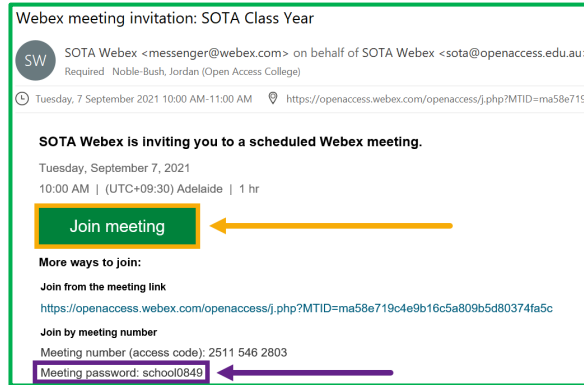 Webex meeting invitation: SOTA Class Year
SW
SOTA Webex <messenger@webex.com> on behalf of SOTA Webex <sota@openaccess.edu.au>
Required Noble-Bush, Jordan (Open Access College)
Tuesday, 7 September 2021 10:00 AM-11:00 AM https://openaccess.webex.com/openaccess/j.php?MTID=ma58e719
SOTA Webex is inviting you to a scheduled Webex meeting.
Tuesday, September 7, 2021
10:00 AM | (UTC+09:30) Adelaide | 1 hr
Join meeting
More ways to join:
Join from the meeting link
https://openaccess.webex.com/openaccess/j.php?MTID=ma58e719c4e9b16c5a809b5d80374fa5c
Join by meeting number
Meeting number (access code): 2511 546 2803
Meeting password: school0849